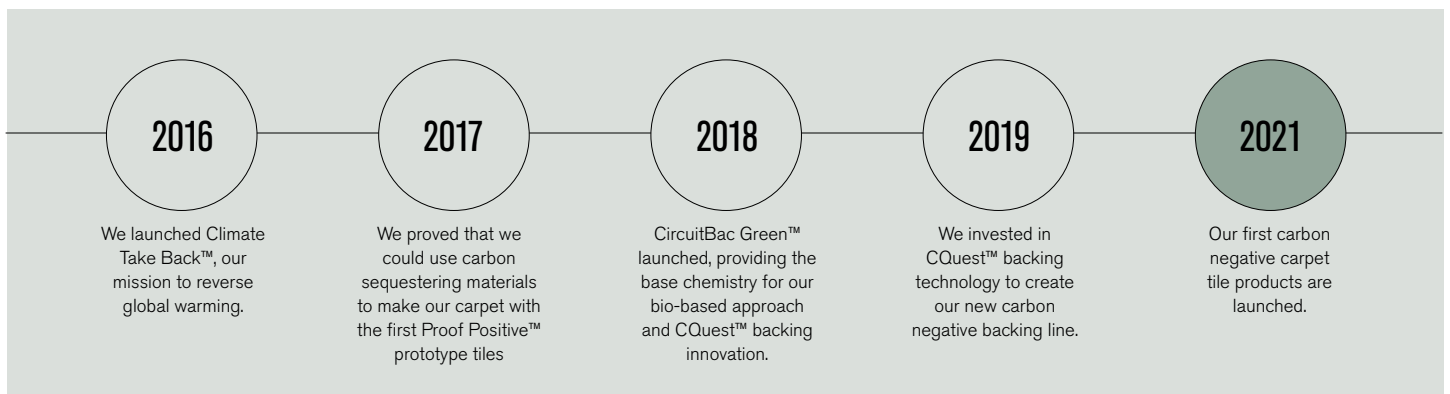 2016
We launched Climate
Take Back™, our
mission to reverse
global warming.
2017
We proved that we
could use carbon
sequestering materials
to make our carpet with
the first Proof Positive™
prototype tiles
2018
CircuitBac Green™
launched, providing the
base chemistry for our
bio-based approach
and CQuest™ backing
innovation.
2019
We invested in
CQuest™ backing
technology to create
our new carbon
negative backing line.
2021
Our first carbon
negative carpet
tile products are
launched.